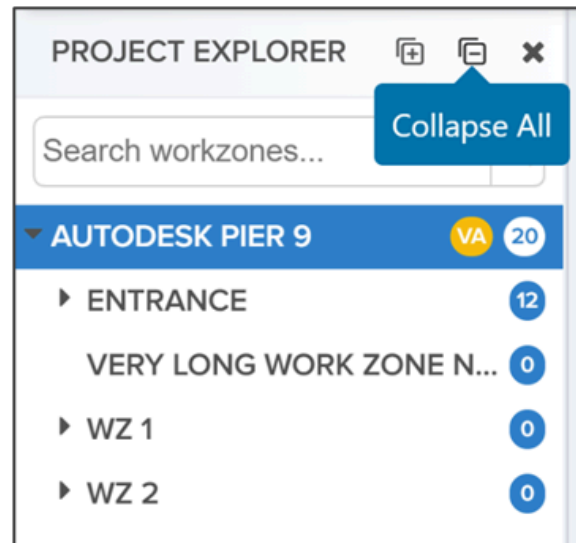 PROJECT EXPLORER
Collapse All
Search workzones...
AUTODESK PIER 9 VA 20
ENTRANCE 12
VERY LONG WORK ZONE N... 0
WZ 1 0
WZ 2 0